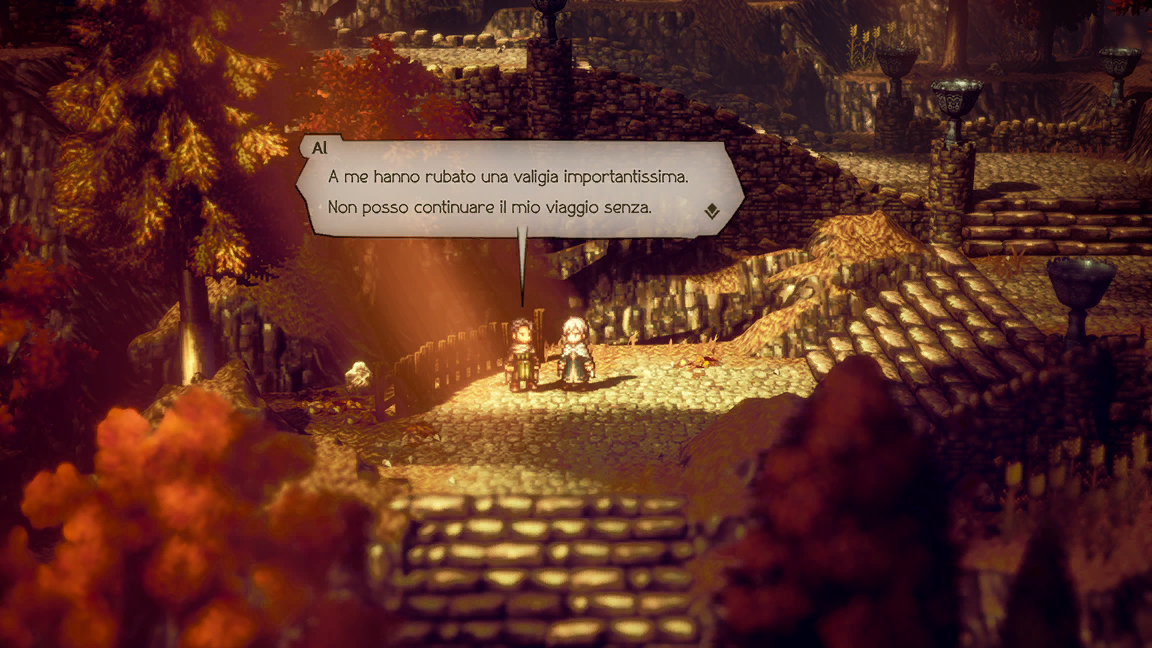 Al
A me hanno rubato una valigia importantissima.
Non posso continuare il mio viaggio senza.